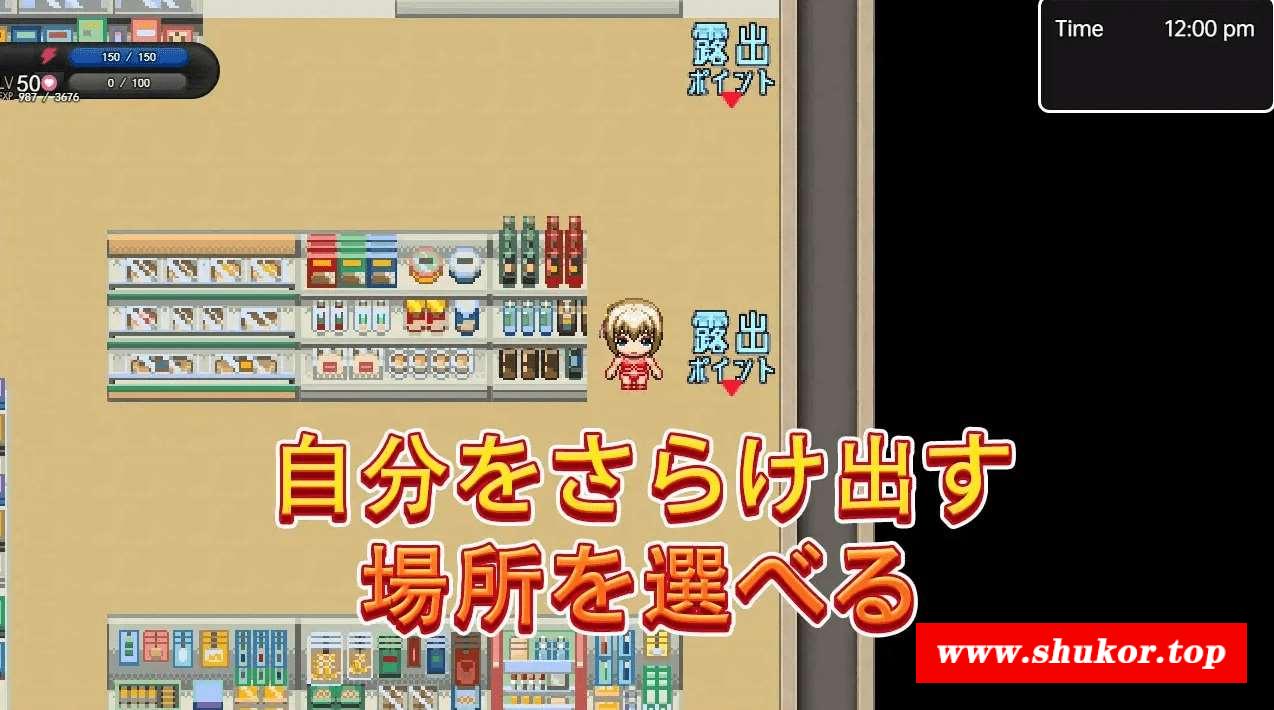 露出
ポイント
Time 12:00 pm
150 / 150
LV 50
0 / 100
EXP 987 / 3676
露出
ポイント
自分をさらけ出す
場所を選べる
www.shukor.top